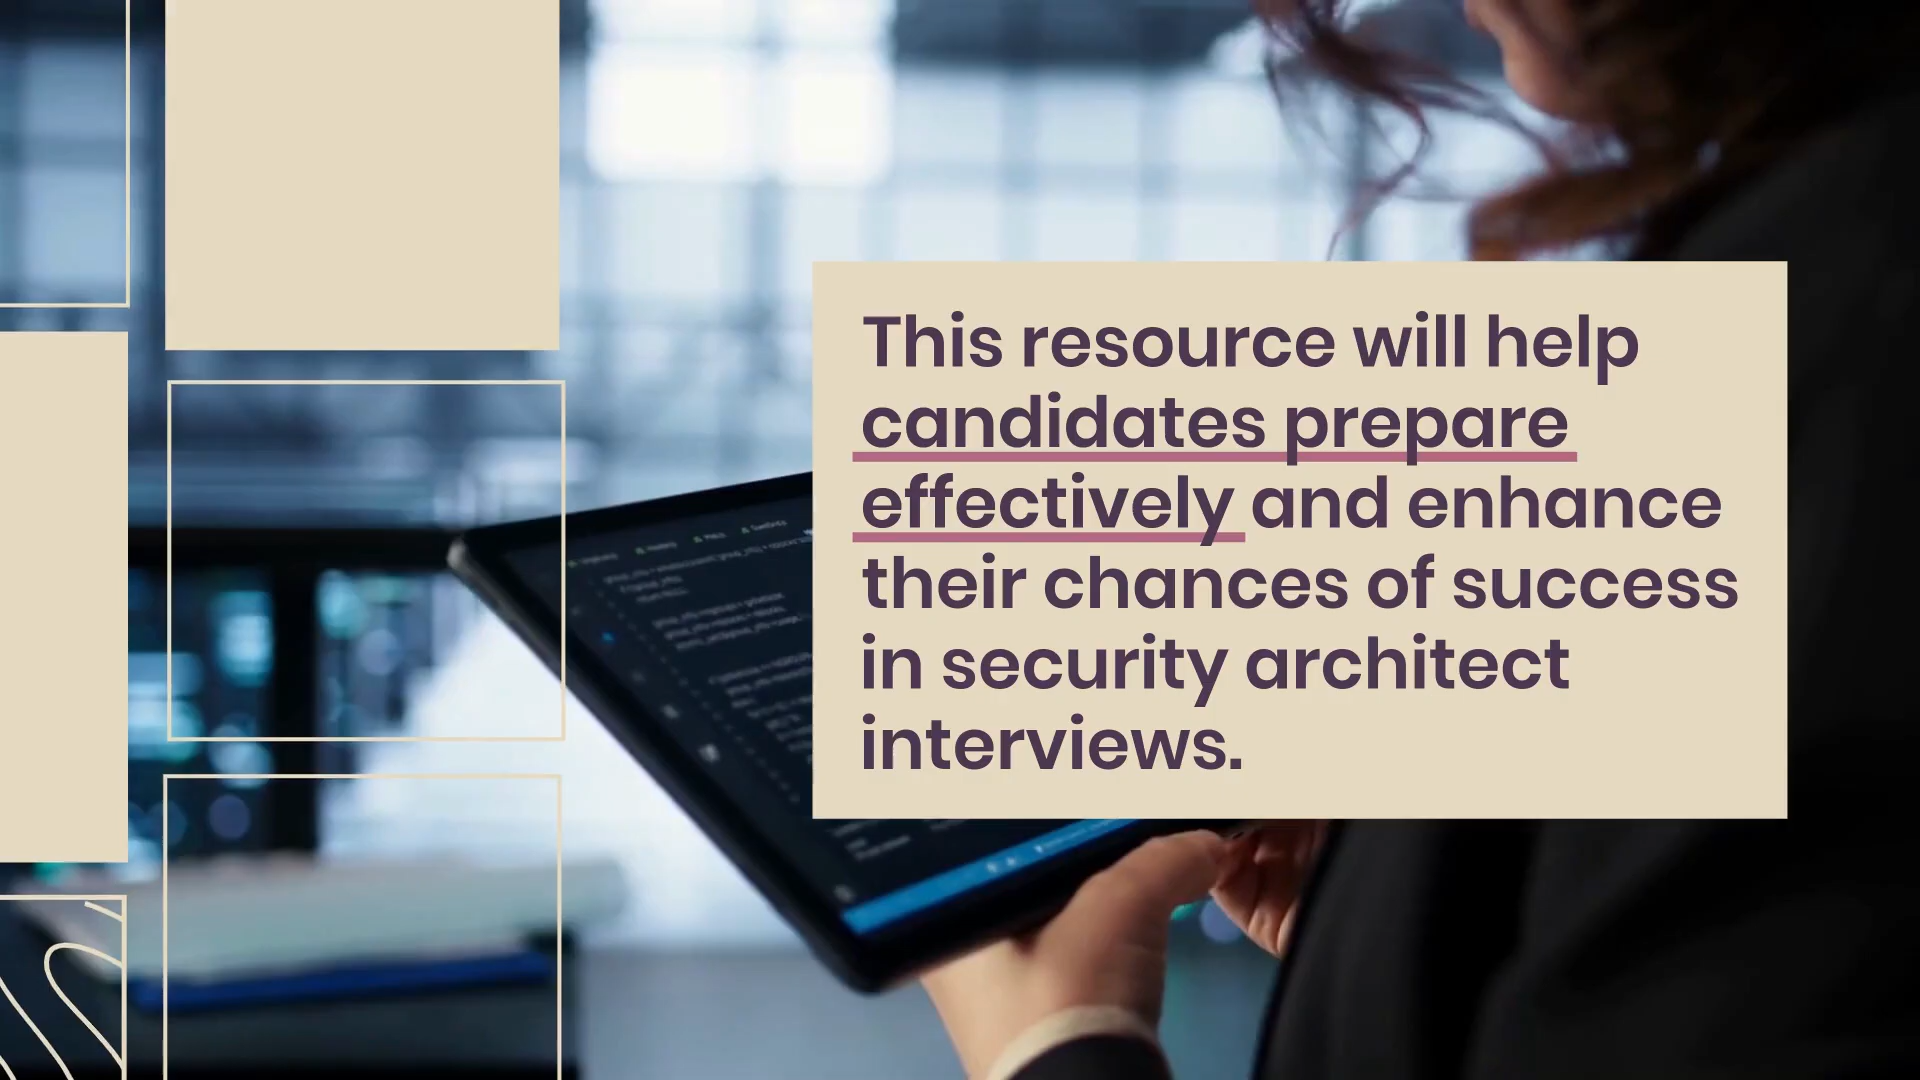 This resource will help
candidates prepare
effectively and enhance
their chances of success
in security architect
interviews.